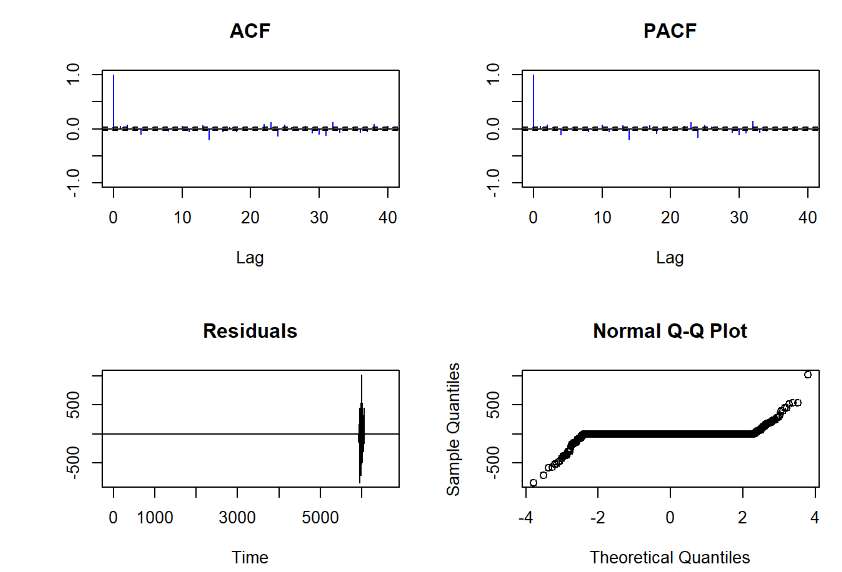 ACF
1.0
0.0
-1.0
0 10 20 30 40
Lag
PACF
1.0
0.0
-1.0
0 10 20 30 40
Lag
Residuals
500
-500
0 1000 3000 5000
Time
Normal Q-Q Plot
Sample Quantiles
500
-500
-4 -2 0 2 4
Theoretical Quantiles